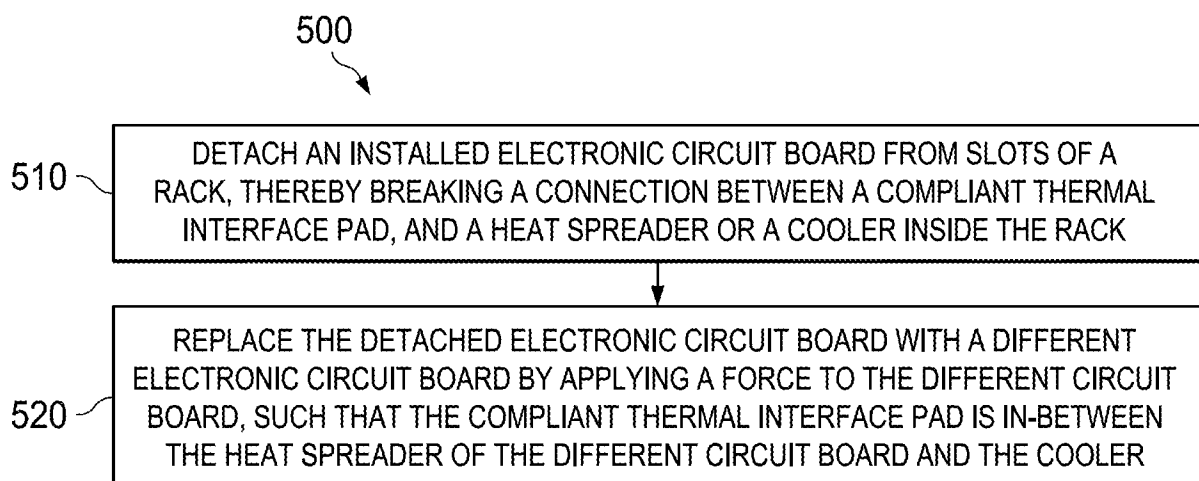 500
510
DETACH AN INSTALLED ELECTRONIC CIRCUIT BOARD FROM SLOTS OF A
RACK, THEREBY BREAKING A CONNECTION BETWEEN A COMPLIANT THERMAL
INTERFACE PAD, AND A HEAT SPREADER OR A COOLER INSIDE THE RACK
520
REPLACE THE DETACHED ELECTRONIC CIRCUIT BOARD WITH A DIFFERENT
ELECTRONIC CIRCUIT BOARD BY APPLYING A FORCE TO THE DIFFERENT CIRCUIT
BOARD, SUCH THAT THE COMPLIANT THERMAL INTERFACE PAD IS IN-BETWEEN
THE HEAT SPREADER OF THE DIFFERENT CIRCUIT BOARD AND THE COOLER